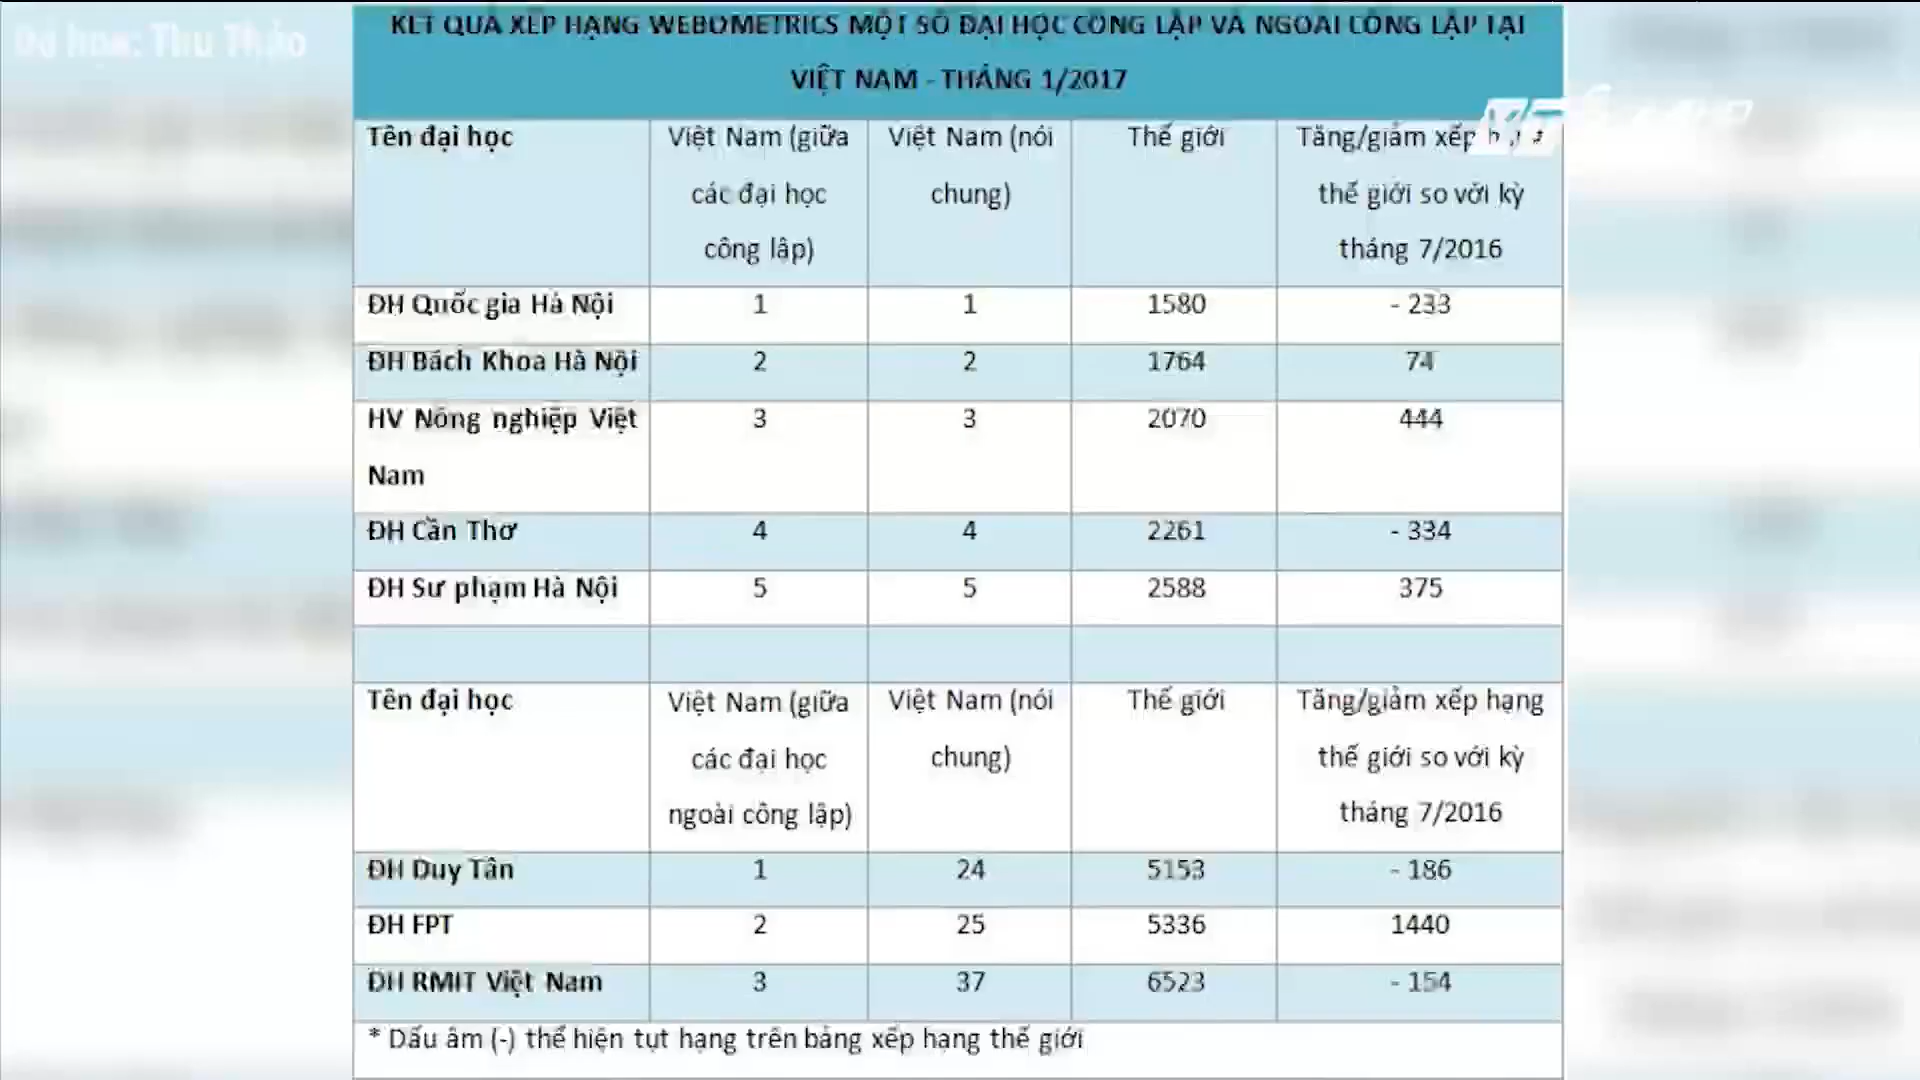 Đồ họa: Thu Thảo
KẾT QUẢ XẾP HẠNG WEBOMETRICS MỘT SỐ ĐẠI HỌC CÔNG LẬP VÀ NGOÀI CÔNG LẬP TẠI
VIỆT NAM - THÁNG 1/2017
Tên đại học
Việt Nam (giữa
các đại học
công lập)
Việt Nam (nói
chung)
Thế giới
Tăng/giảm xếp
thế giới so với kỳ
tháng 7/2016
ĐH Quốc gia Hà Nội 1 1 1580 - 233
ĐH Bách Khoa Hà Nội 2 2 1764 74
HV Nông nghiệp Việt 3 3 2070 444
Nam
ĐH Cần Thơ 4 4 2261 - 334
ĐH Sư phạm Hà Nội 5 5 2588 375
Tên đại học
Việt Nam (giữa
các đại học
ngoài công lập)
Việt Nam (nói
chung)
Thế giới
Tăng/giảm xếp hạng
thế giới so với kỳ
tháng 7/2016
ĐH Duy Tân 1 24 5153 - 186
ĐH FPT 2 25 5336 1440
ĐH RMIT Việt Nam 3 37 6523 - 154
* Dấu âm (-) thể hiện tụt hạng trên bảng xếp hạng thế giới